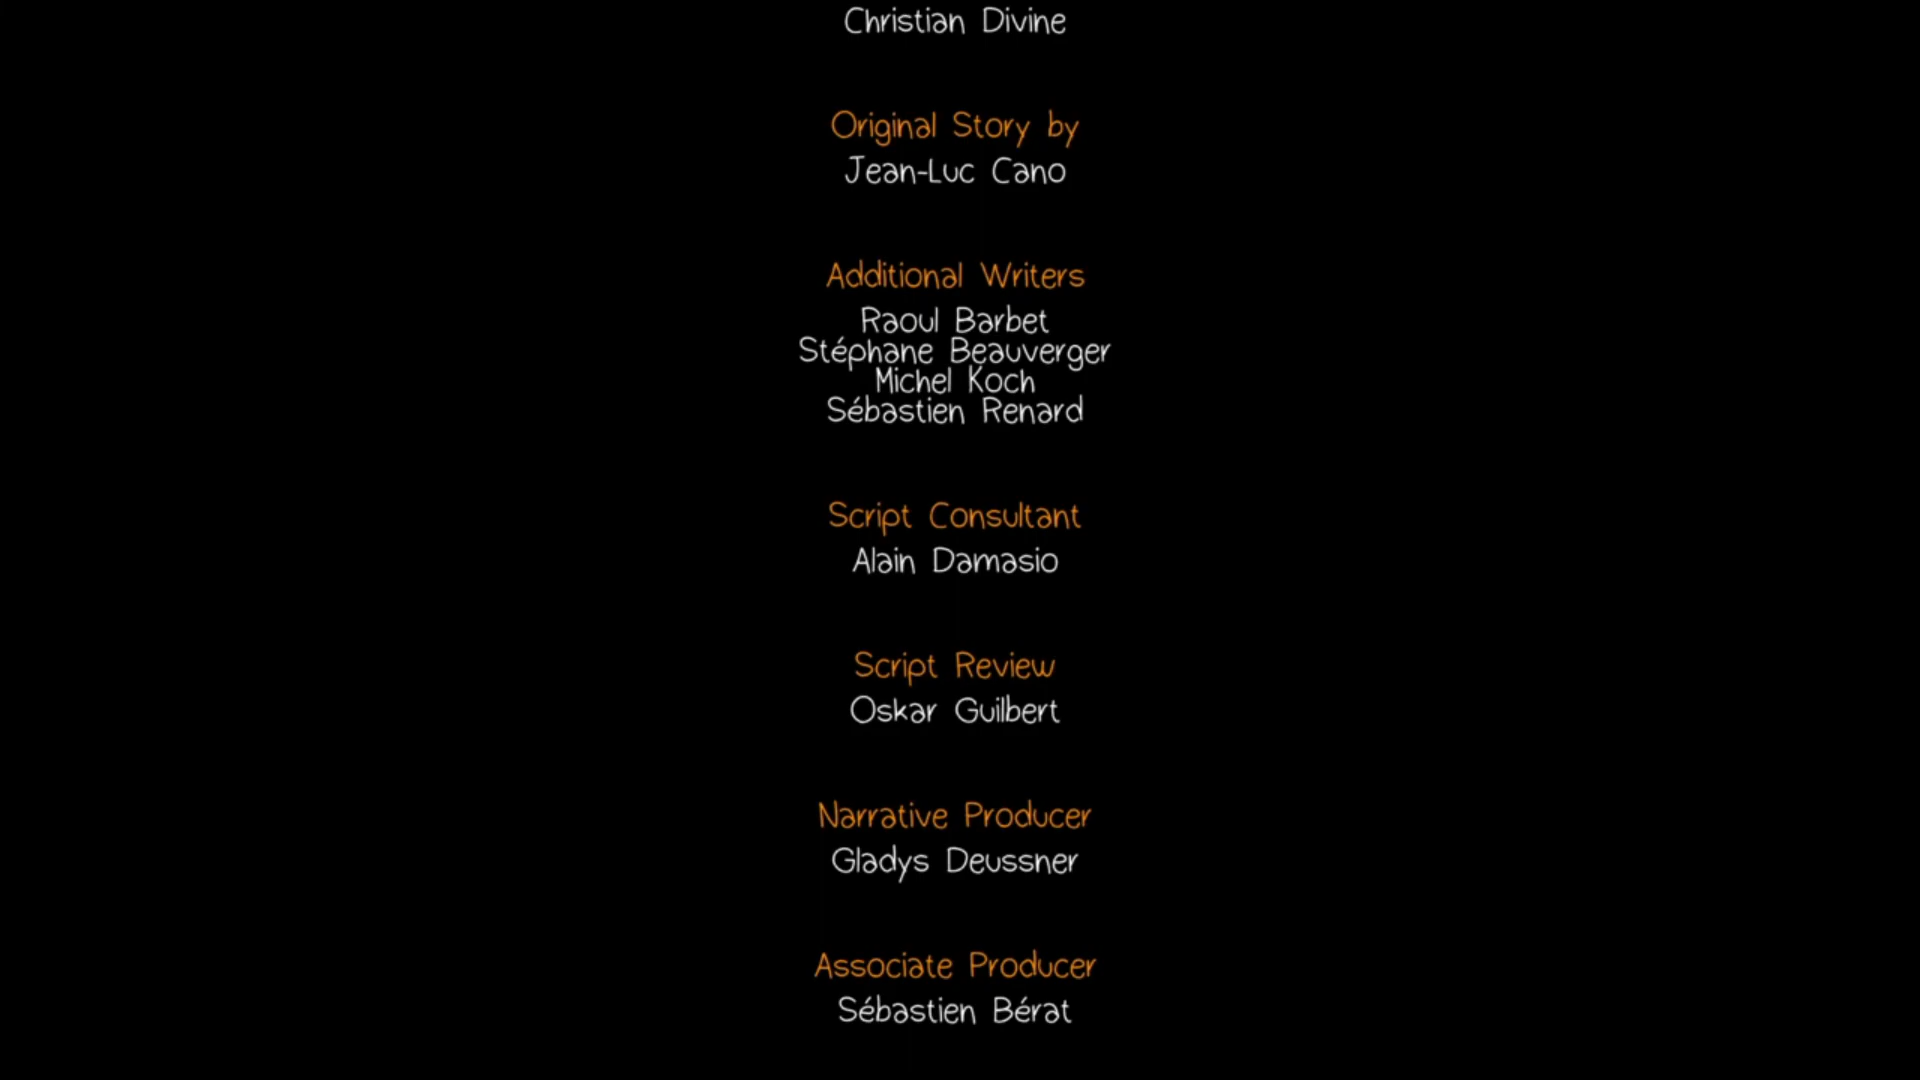 Christian Divine
Original Story by
Jean-Luc Cano
Additional Writers
Raoul Barbet
Stéphane Beauverger
Michel Koch
Sébastien Renard
Script Consultant
Alain Damasio
Script Review
Oskar Guilbert
Narrative Producer
Gladys Deussner
Associate Producer
Sébastien Bérat